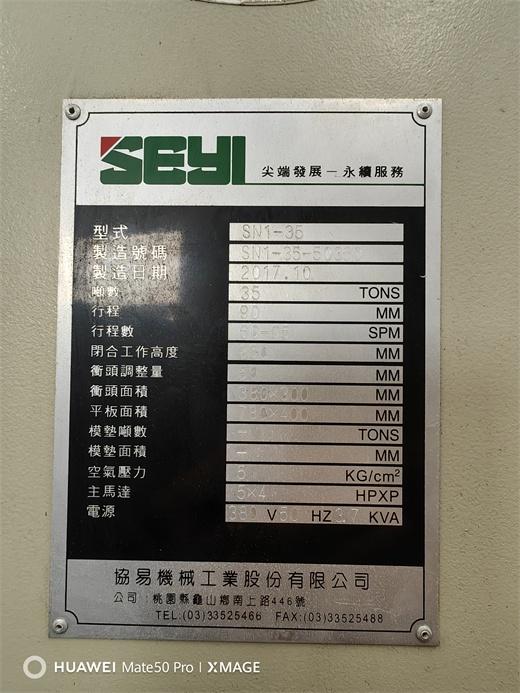 SEYI 尖端發展─永續服務
型式 SN1-35
製造號碼
製造日期 2017.10
噸數 35 TONS
行程 MM
行程數 SPM
閉合工作高度 MM
衝頭調整量 MM
衝頭面積 MM
平板面積 MM
模墊噸數 - TONS
模墊面積 - MM
空氣壓力 5 KG/cm²
主馬達 5×4 HPXP
電源 380 V 50 HZ 3.7 KVA
協易機械工業股份有限公司
公司:桃園縣龜山鄉南上路446號
TEL:(03)33525466 FAX:(03)33525488
HUAWEI Mate50 Pro | XMAGE